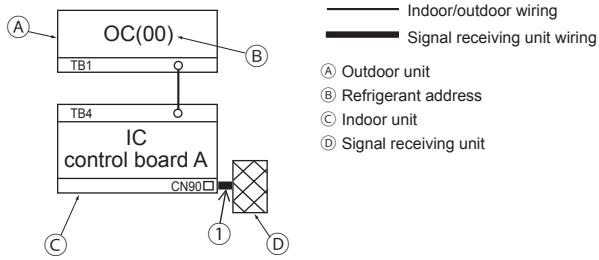 Ⓐ
OC(00)
Ⓑ
TB1
TB4
IC
control board A
CN90
Ⓒ
①
Ⓓ
Indoor/outdoor wiring
Signal receiving unit wiring
Ⓐ Outdoor unit
Ⓑ Refrigerant address
Ⓒ Indoor unit
Ⓓ Signal receiving unit